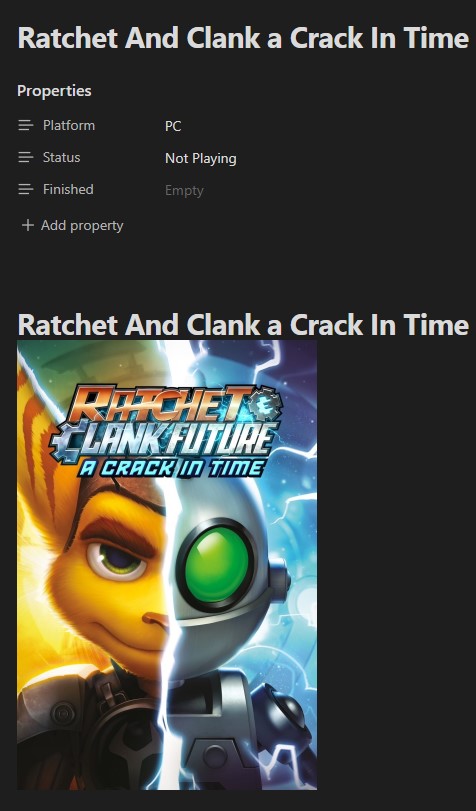 Ratchet And Clank a Crack In Time
Properties
Platform PC
Status Not Playing
Finished Empty
Add property
Ratchet And Clank a Crack In Time
RATCHET
CLANK FUTURE
A CRACK IN TIME